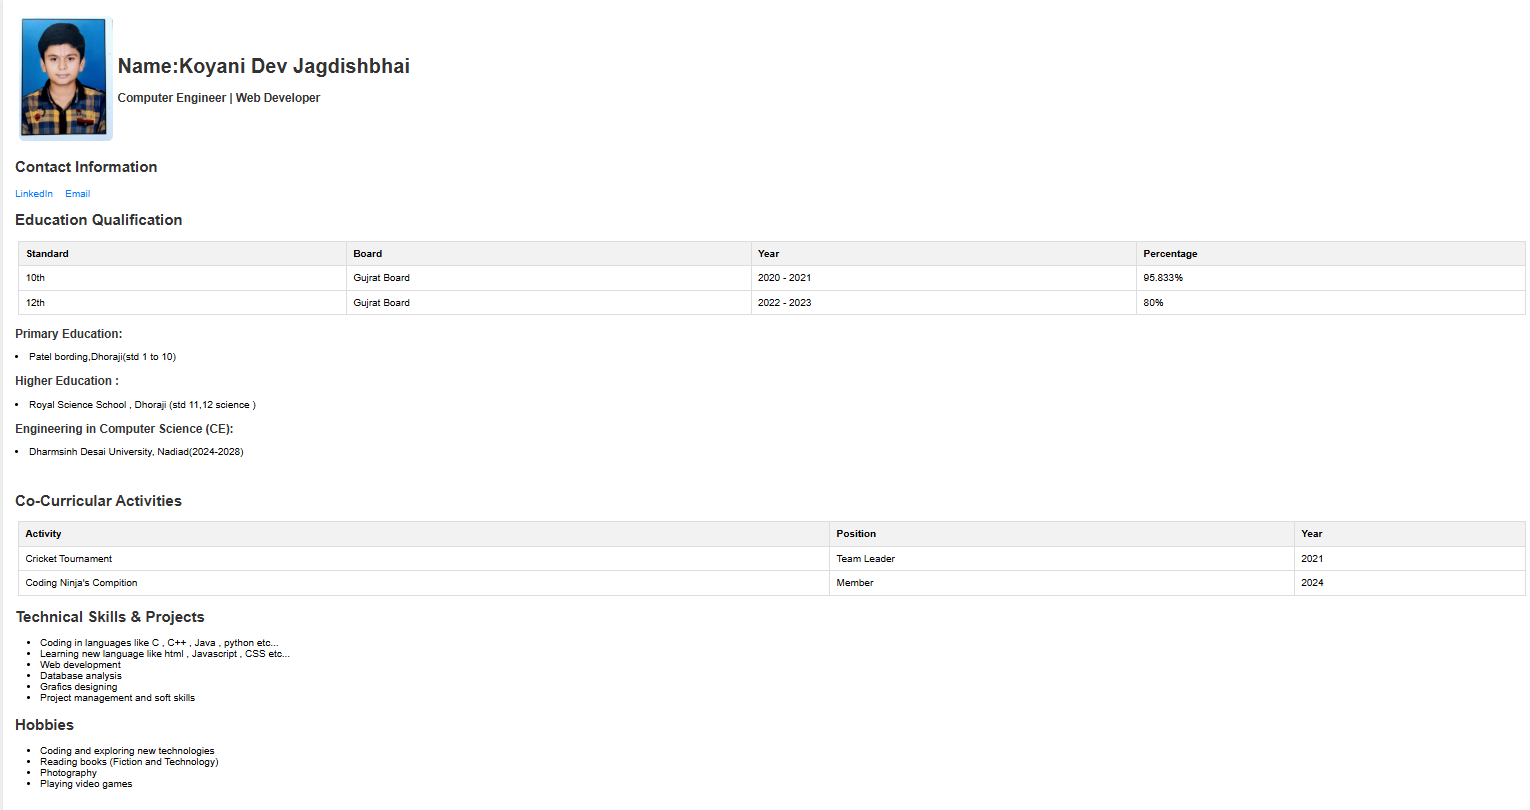 Name:Koyani Dev Jagdishbhai
Computer Engineer | Web Developer
Contact Information
LinkedIn Email
Education Qualification
Standard Board Year Percentage
10th Gujrat Board 2020 - 2021 95.833%
12th Gujrat Board 2022 - 2023 80%
Primary Education:
• Patel bording,Dhoraji(std 1 to 10)
Higher Education :
• Royal Science School , Dhoraji (std 11,12 science )
Engineering in Computer Science (CE):
• Dharmsinh Desai University, Nadiad(2024-2028)
Co-Curricular Activities
Activity Position Year
Cricket Tournament Team Leader 2021
Coding Ninja's Compition Member 2024
Technical Skills & Projects
• Coding in languages like C , C++ , Java , python etc...
• Learning new language like html , Javascript , CSS etc...
• Web development
• Database analysis
• Grafics designing
• Project management and soft skills
Hobbies
• Coding and exploring new technologies
• Reading books (Fiction and Technology)
• Photography
• Playing video games